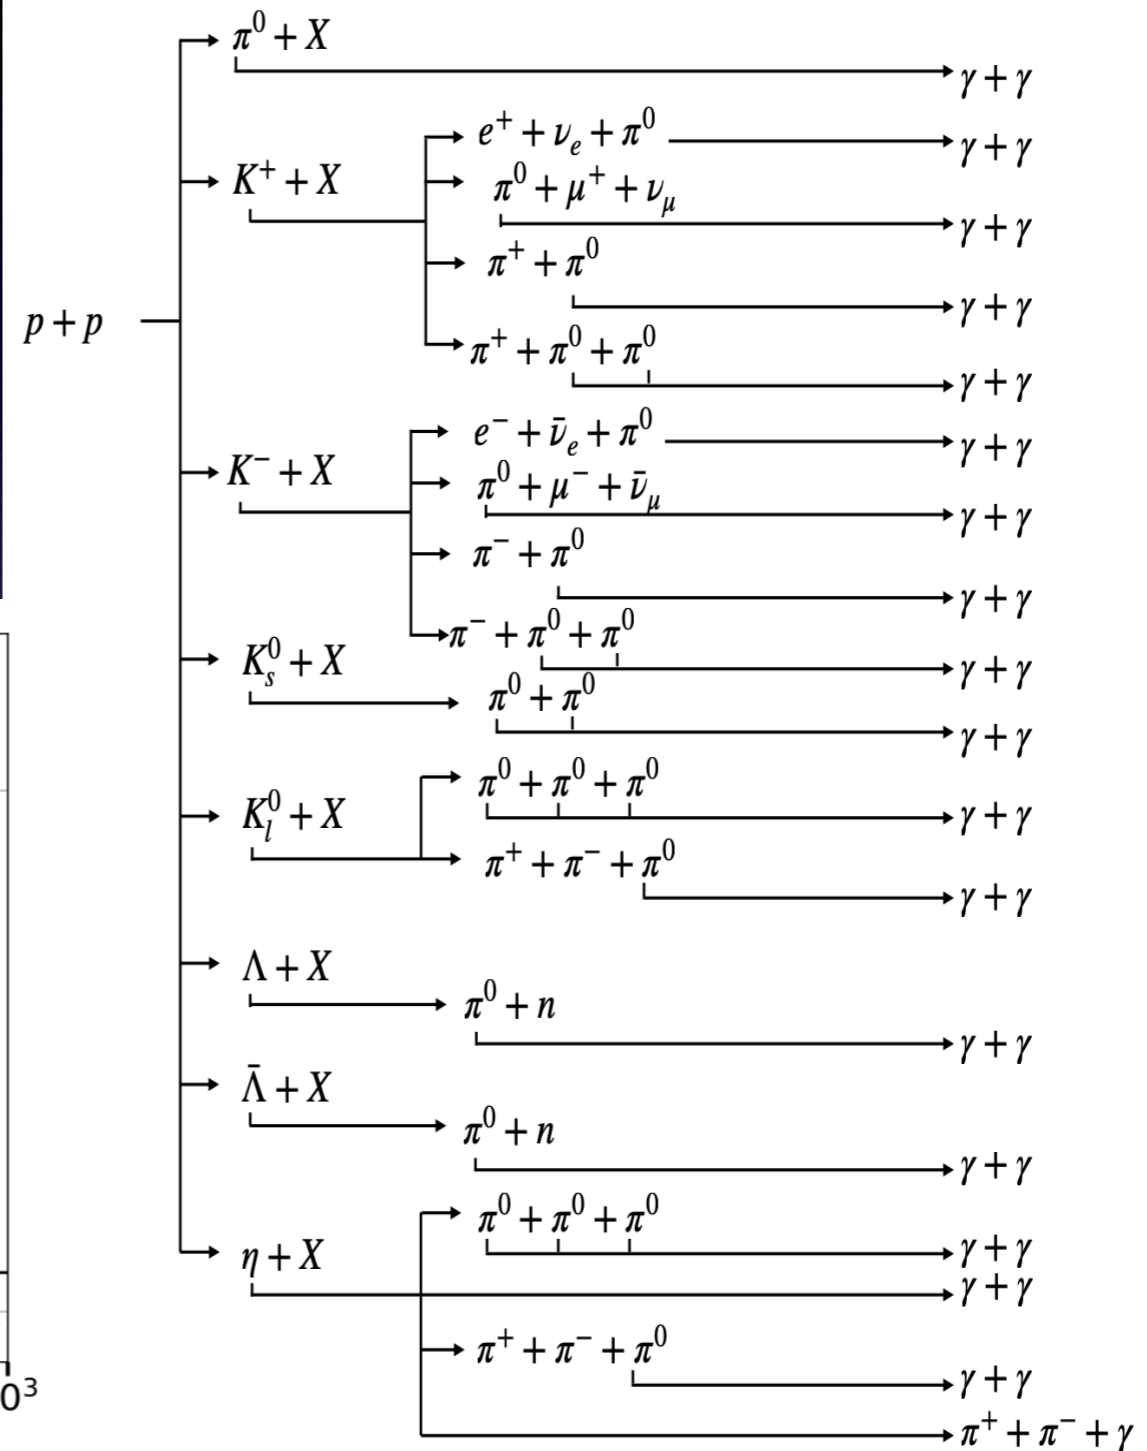 π⁰ + X
γ + γ
e⁺ + νₑ + π⁰
γ + γ
K⁺ + X
π⁰ + μ⁺ + ν_μ
γ + γ
π⁺ + π⁰
γ + γ
p + p
π⁺ + π⁰ + π⁰
γ + γ
e⁻ + ν̄ₑ + π⁰
γ + γ
K⁻ + X
π⁰ + μ⁻ + ν̄_μ
γ + γ
π⁻ + π⁰
γ + γ
π⁻ + π⁰ + π⁰
γ + γ
K⁰ₛ + X
π⁰ + π⁰
γ + γ
π⁰ + π⁰ + π⁰
γ + γ
K⁰ₗ + X
π⁺ + π⁻ + π⁰
γ + γ
Λ + X
π⁰ + n
γ + γ
Λ̄ + X
π⁰ + n
γ + γ
π⁰ + π⁰ + π⁰
γ + γ
η + X
γ + γ
π⁺ + π⁻ + π⁰
γ + γ
0³
π⁺ + π⁻ + γ